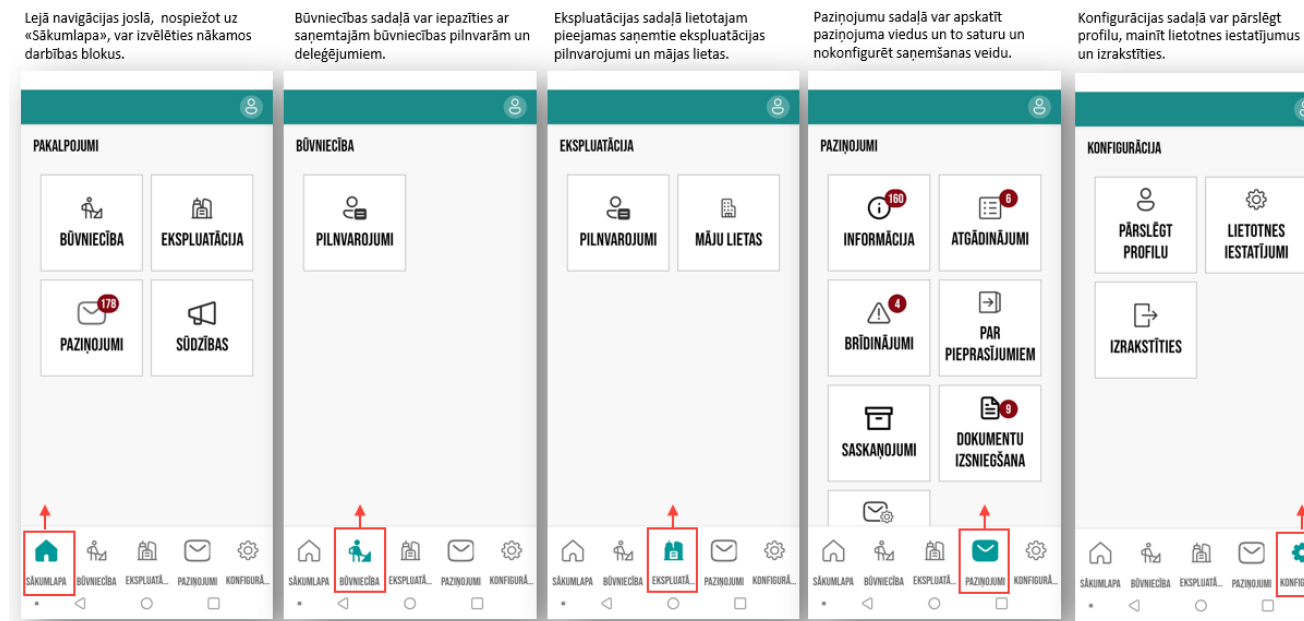 Lejā navigācijas joslā, nospiežot uz
«Sākumlapa», var izvēlēties nākamos
darbības blokus.
PAKALPOJUMI
BŪVNIECĪBA
EKSPLUATĀCIJA
178
PAZIŅOJUMI
SŪDZĪBAS
SĀKUMLAPA BŪVNIECĪBA EKSPLUATĀ... PAZIŅOJUMI KONFIGURĀ...
Būvniecības sadaļā var iepazīties ar
saņemtajām būvniecības pilnvarām un
deleģējumiem.
BŪVNIECĪBA
PILNVAROJUMI
SĀKUMLAPA BŪVNIECĪBA EKSPLUATĀ... PAZIŅOJUMI KONFIGURĀ...
Ekspluatācijas sadaļā lietotajam
pieejamas saņemtie ekspluatācijas
pilnvarojumi un mājas lietas.
EKSPLUATĀCIJA
PILNVAROJUMI
MĀJU LIETAS
SĀKUMLAPA BŪVNIECĪBA EKSPLUATĀ... PAZIŅOJUMI KONFIGURĀ...
Paziņojumu sadaļā var apskatīt
paziņojuma viedus un to saturu un
nokonfigurēt saņemšanas veidu.
PAZIŅOJUMI
160
INFORMĀCIJA
6
ATGĀDINĀJUMI
4
BRĪDINĀJUMI
PAR
PIEPRASĪJUMIEM
SASKAŅOJUMI
9
DOKUMENTU
IZSNIEGŠANA
SĀKUMLAPA BŪVNIECĪBA EKSPLUATĀ... PAZIŅOJUMI KONFIGURĀ...
Konfigurācijas sadaļā var pārslēgt
profilu, mainīt lietotnes iestatījumus
un izrakstīties.
KONFIGURĀCIJA
PĀRSLĒGT
PROFILU
LIETOTNES
IESTATĪJUMI
IZRAKSTĪTIES
SĀKUMLAPA BŪVNIECĪBA EKSPLUATĀ... PAZIŅOJUMI